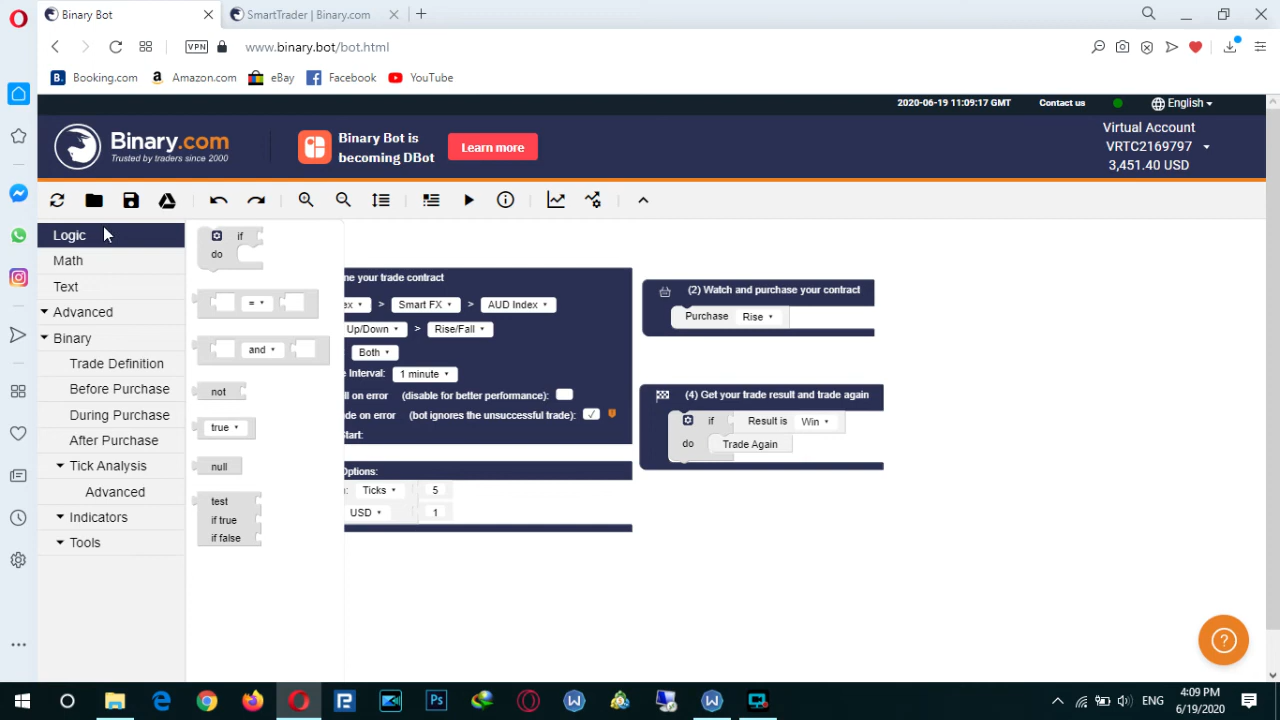 Binary Bot
SmartTrader | Binary.com
VPN
www.binary.bot/bot.html
B. Booking.com
Amazon.com
eBay
Facebook
YouTube
2020-06-19 11:09:17 GMT
Contact us
English
Binary.com
Trusted by traders since 2000
Binary Bot is
becoming DBot
Learn more
Virtual Account
VRTC2169797
3,451.40 USD
Logic
Math
Text
Advanced
Binary
Trade Definition
Before Purchase
During Purchase
After Purchase
Tick Analysis
Advanced
Indicators
Tools
if
do
=
and
not
true
null
test
if true
if false
ne your trade contract
ex > Smart FX > AUD Index
Up/Down > Rise/Fall
Both
e Interval: 1 minute
ll on error (disable for better performance):
de on error (bot ignores the unsuccessful trade): ✓
Start:
Options:
n: Ticks 5
USD 1
(2) Watch and purchase your contract
Purchase Rise
(4) Get your trade result and trade again
if Result is Win
do Trade Again
?
Ps
ENG
4:09 PM
6/19/2020